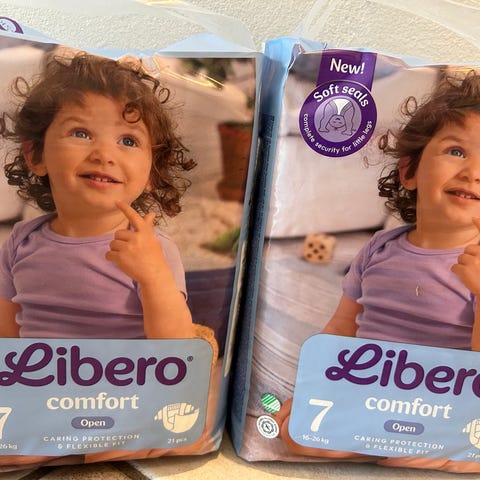 Libero®
comfort
Open
CARING PROTECTION
& FLEXIBLE FIT
7
21 pcs
New!
Soft seals
complete security for little legs
Libero
comfort
Open
CARING PROTECTION
& FLEXIBLE FIT
7
16-26 kg